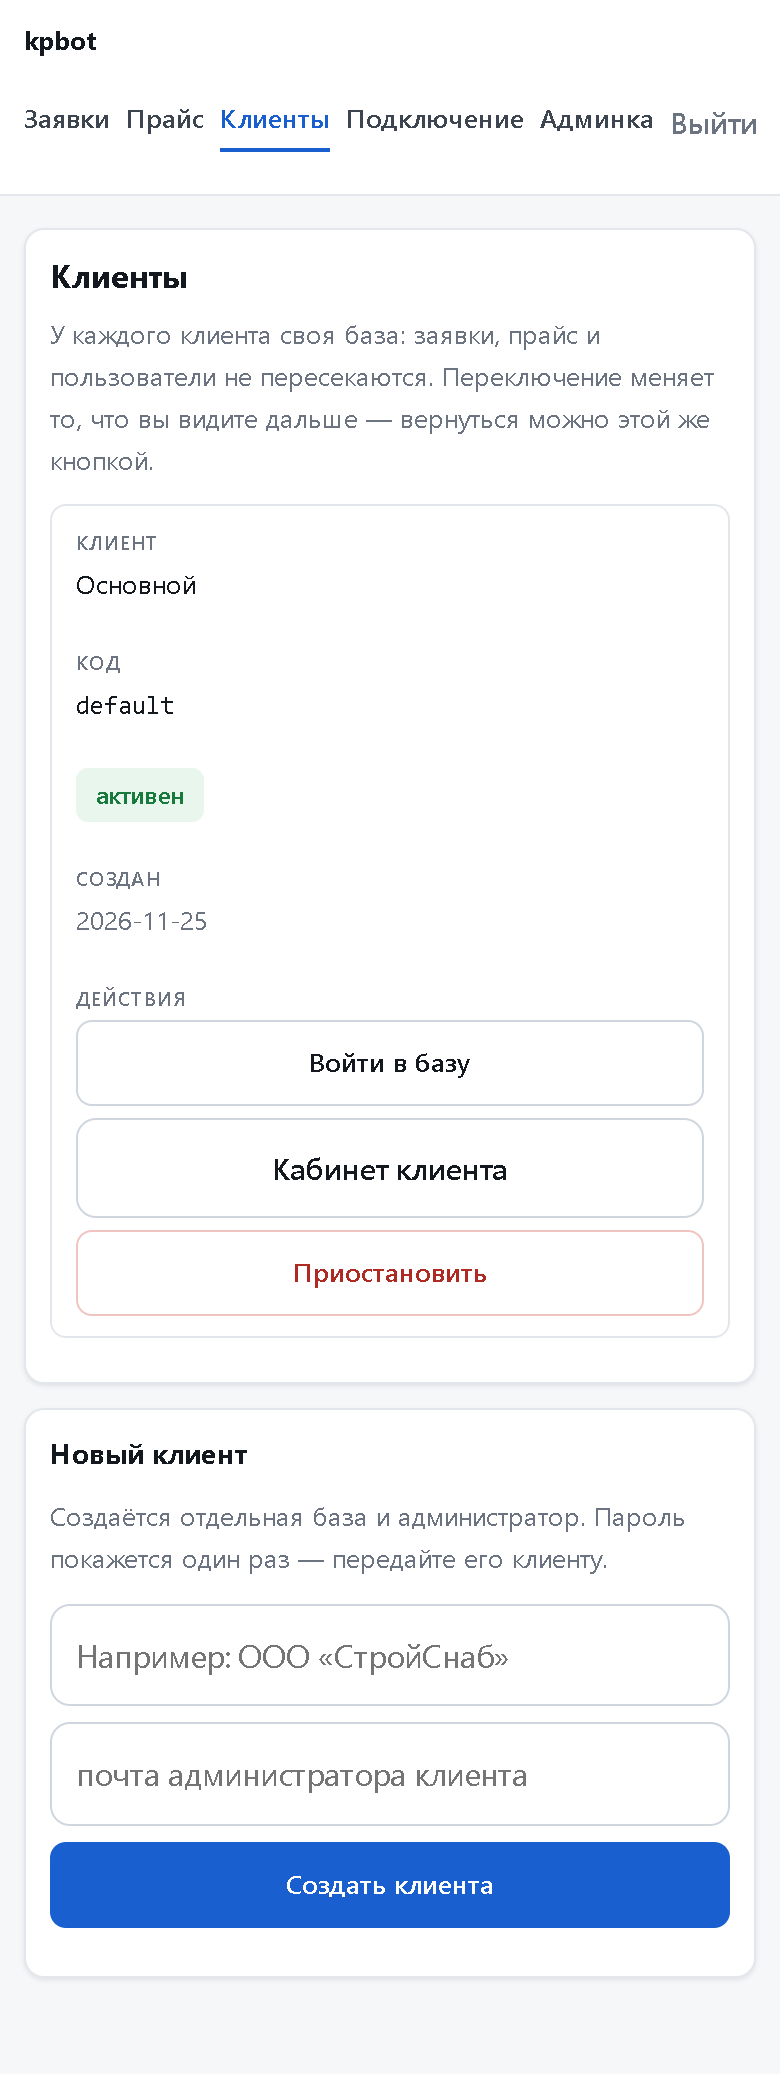 kpbot
Заявки Прайс Клиенты Подключение Админка Выйти
Клиенты
У каждого клиента своя база: заявки, прайс и
пользователи не пересекаются. Переключение меняет
то, что вы видите дальше — вернуться можно этой же
кнопкой.
КЛИЕНТ
Основной
КОД
default
активен
СОЗДАН
2026-11-25
ДЕЙСТВИЯ
Войти в базу
Кабинет клиента
Приостановить
Новый клиент
Создаётся отдельная база и администратор. Пароль
покажется один раз — передайте его клиенту.
Например: ООО «СтройСнаб»
почта администратора клиента
Создать клиента